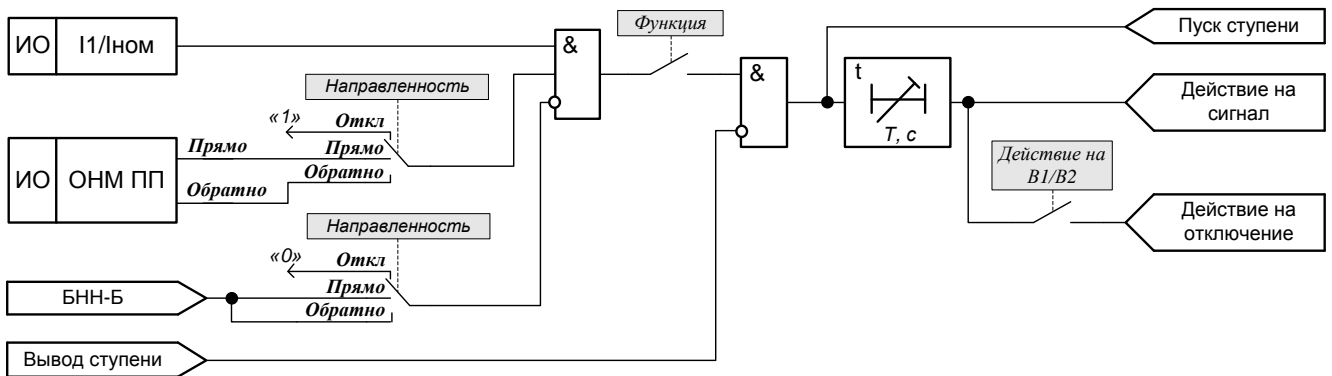 ИО I1/Iном
&
Функция
&
t
T, с
Пуск ступени
Действие на
сигнал
Действие на
В1/В2
Действие на
отключение
Направленность
«1»
Откл
Прямо
Прямо
Обратно
Обратно
ИО ОНМ ПП
Направленность
«0»
Откл
Прямо
Обратно
БНН-Б
Вывод ступени